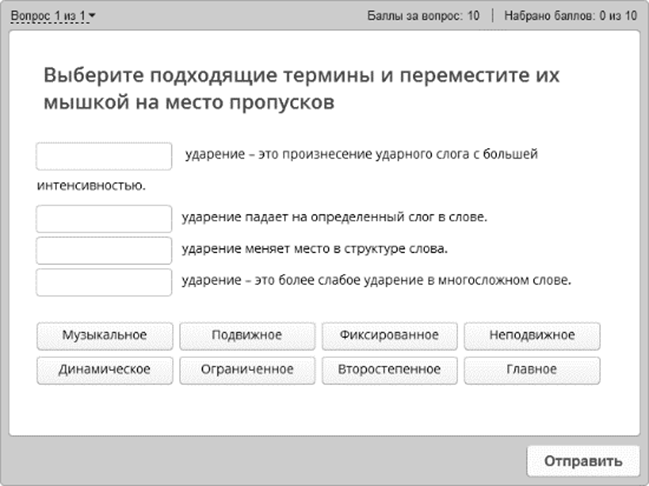 Вопрос 1 из 1 Баллы за вопрос: 10 | Набрано баллов: 0 из 10
Выберите подходящие термины и переместите их
мышкой на место пропусков
ударение – это произнесение ударного слога с большей
интенсивностью.
ударение падает на определенный слог в слове.
ударение меняет место в структуре слова.
ударение – это более слабое ударение в многосложном слове.
Музыкальное Подвижное Фиксированное Неподвижное
Динамическое Ограниченное Второстепенное Главное
Отправить